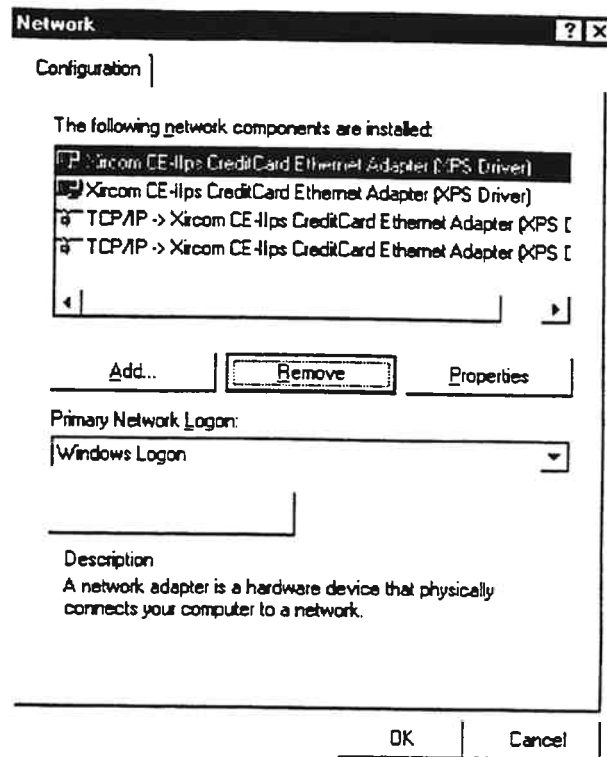 Network
? X
Configuration
The following network components are installed:
Xircom CE-IIps CreditCard Ethernet Adapter (XPS Driver)
Xircom CE-IIps CreditCard Ethernet Adapter (XPS Driver)
TCP/IP -> Xircom CE-IIps CreditCard Ethernet Adapter (XPS D
TCP/IP -> Xircom CE-IIps CreditCard Ethernet Adapter (XPS D
Add... Remove Properties
Primary Network Logon:
Windows Logon
Description
A network adapter is a hardware device that physically
connects your computer to a network.
OK Cancel